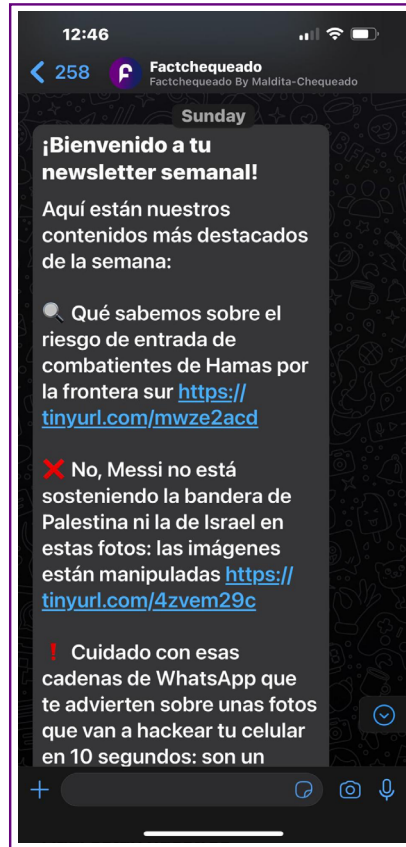 12:46
258
Factchequeado
Factchequeado By Maldita-Chequeado
Sunday
¡Bienvenido a tu
newsletter semanal!
Aquí están nuestros
contenidos más destacados
de la semana:
🔍 Qué sabemos sobre el
riesgo de entrada de
combatientes de Hamas por
la frontera sur https://
tinyurl.com/mwze2acd
❌ No, Messi no está
sosteniendo la bandera de
Palestina ni la de Israel en
estas fotos: las imágenes
están manipuladas https://
tinyurl.com/4zvem29c
❗ Cuidado con esas
cadenas de WhatsApp que
te advierten sobre unas fotos
que van a hackear tu celular
en 10 segundos: son un